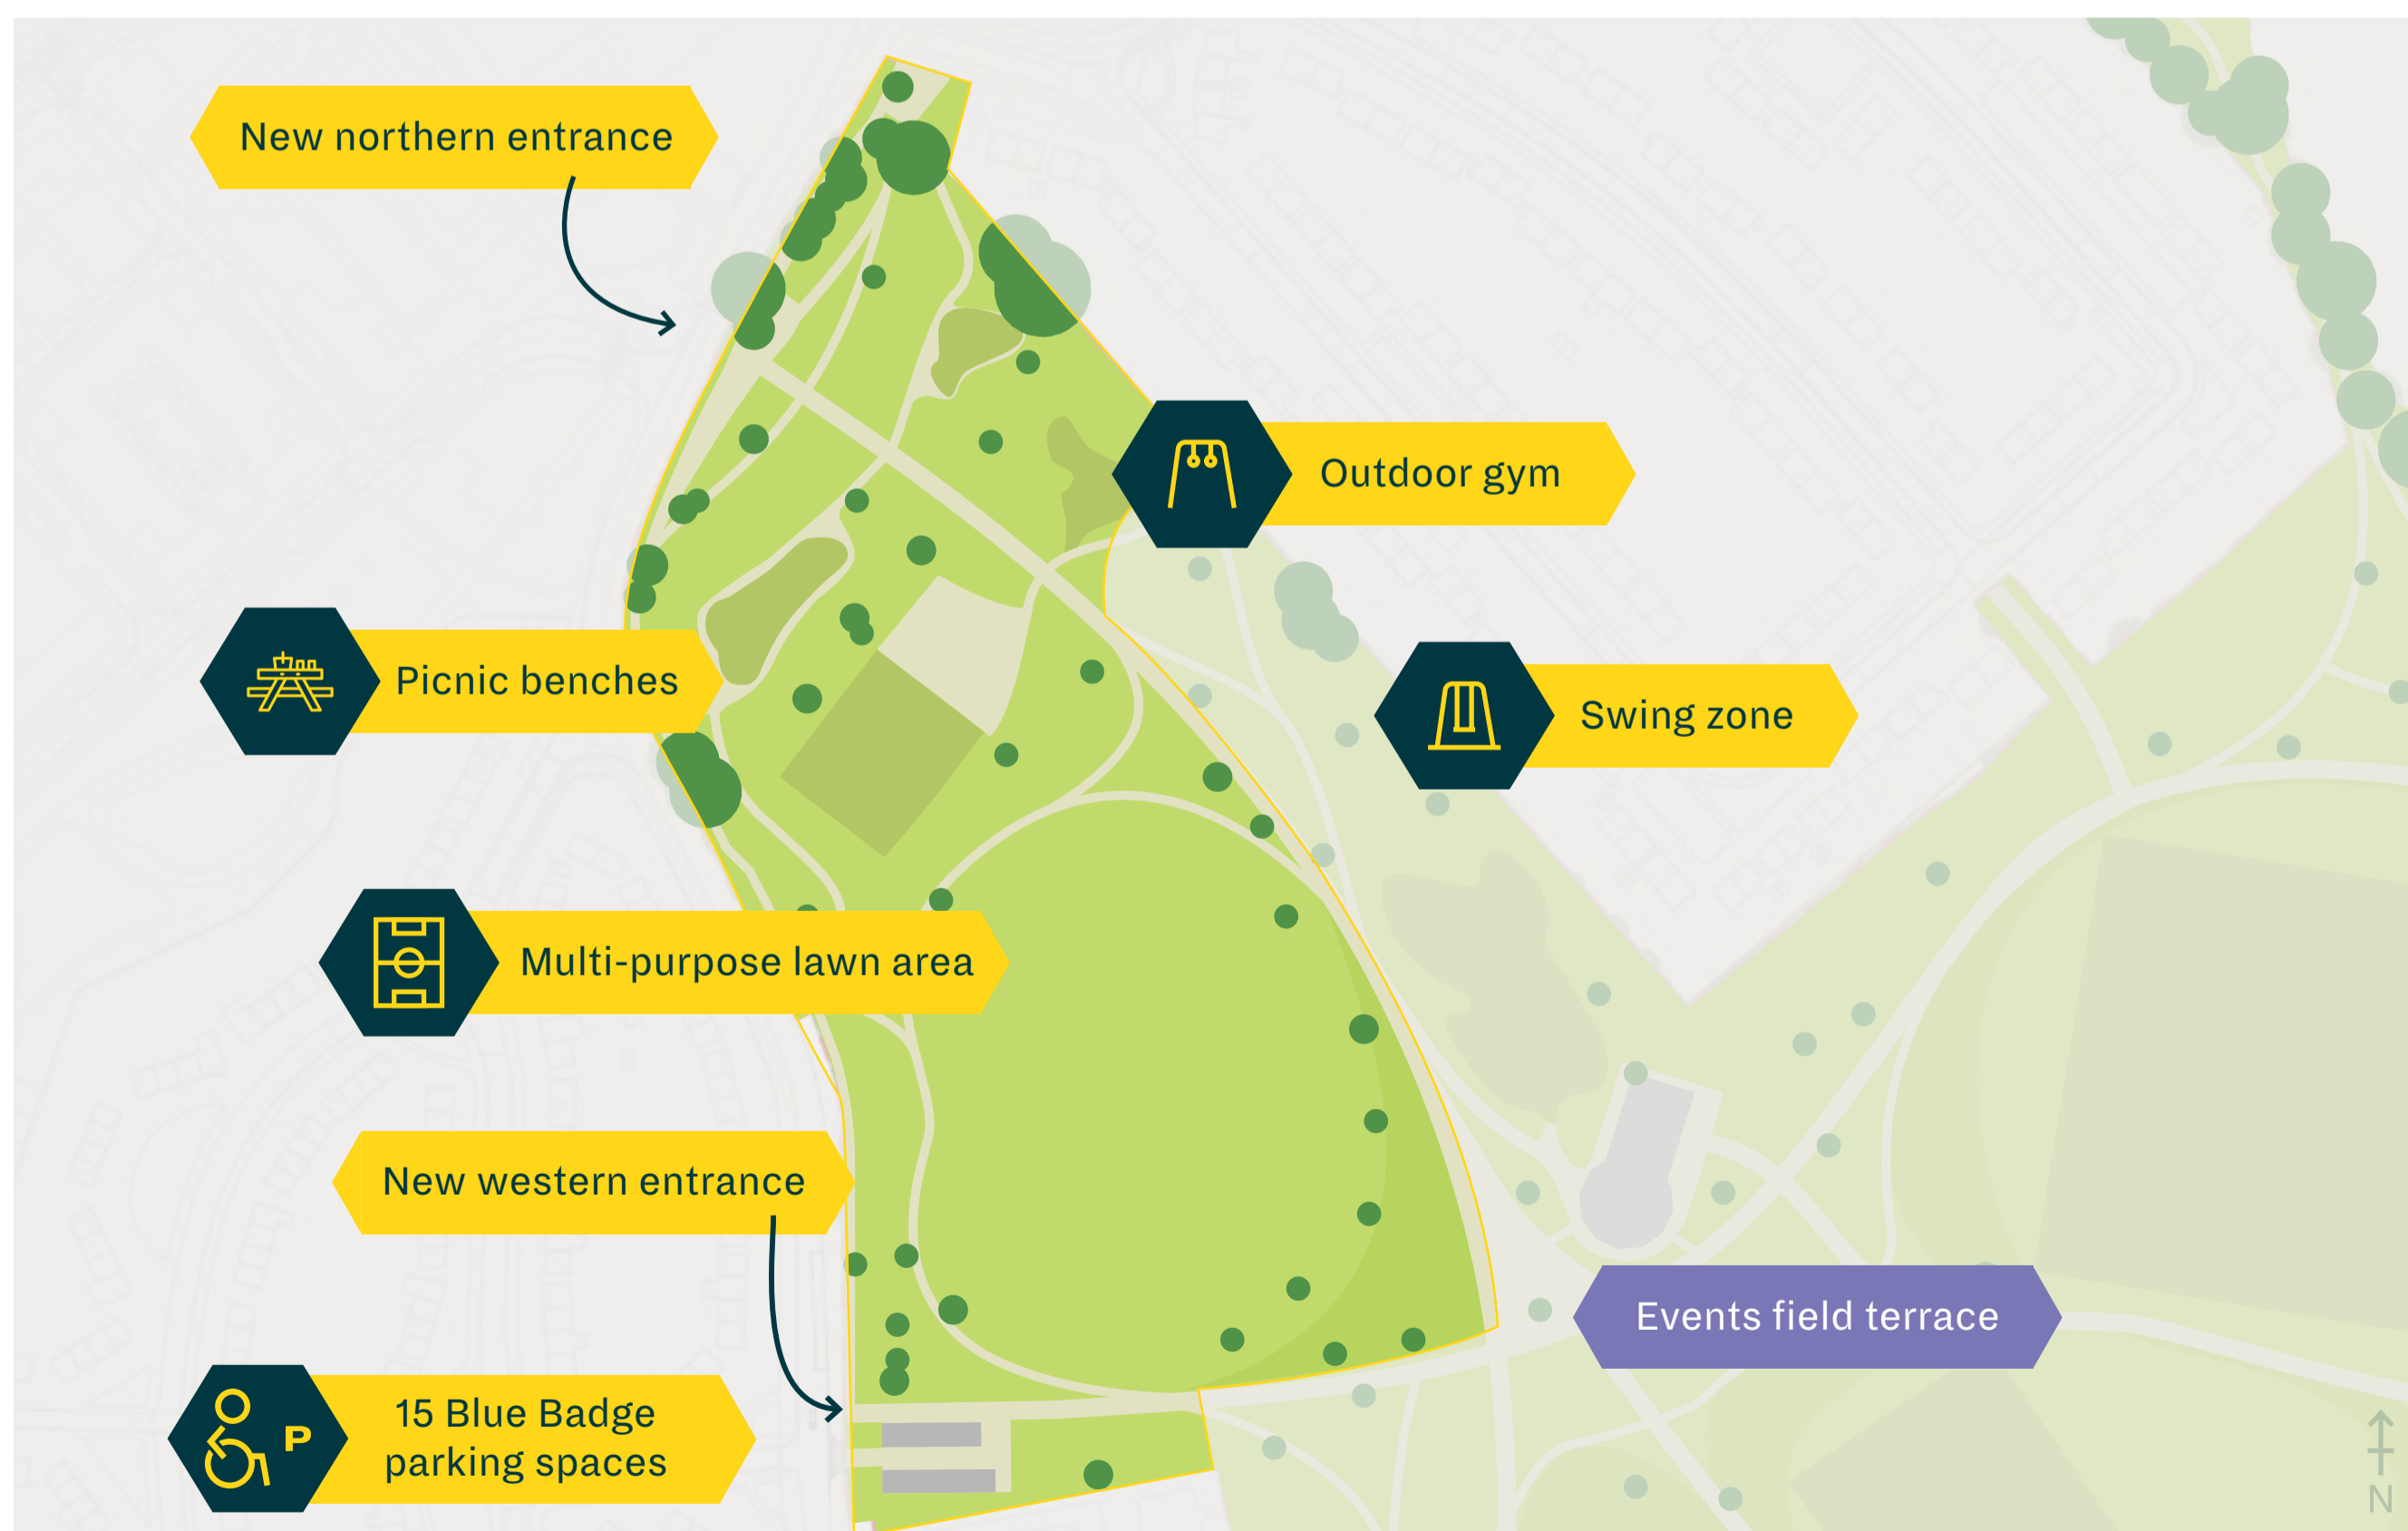 New northern entrance
Outdoor gym
Picnic benches
Swing zone
Multi-purpose lawn area
New western entrance
Events field terrace
15 Blue Badge
parking spaces
P
N